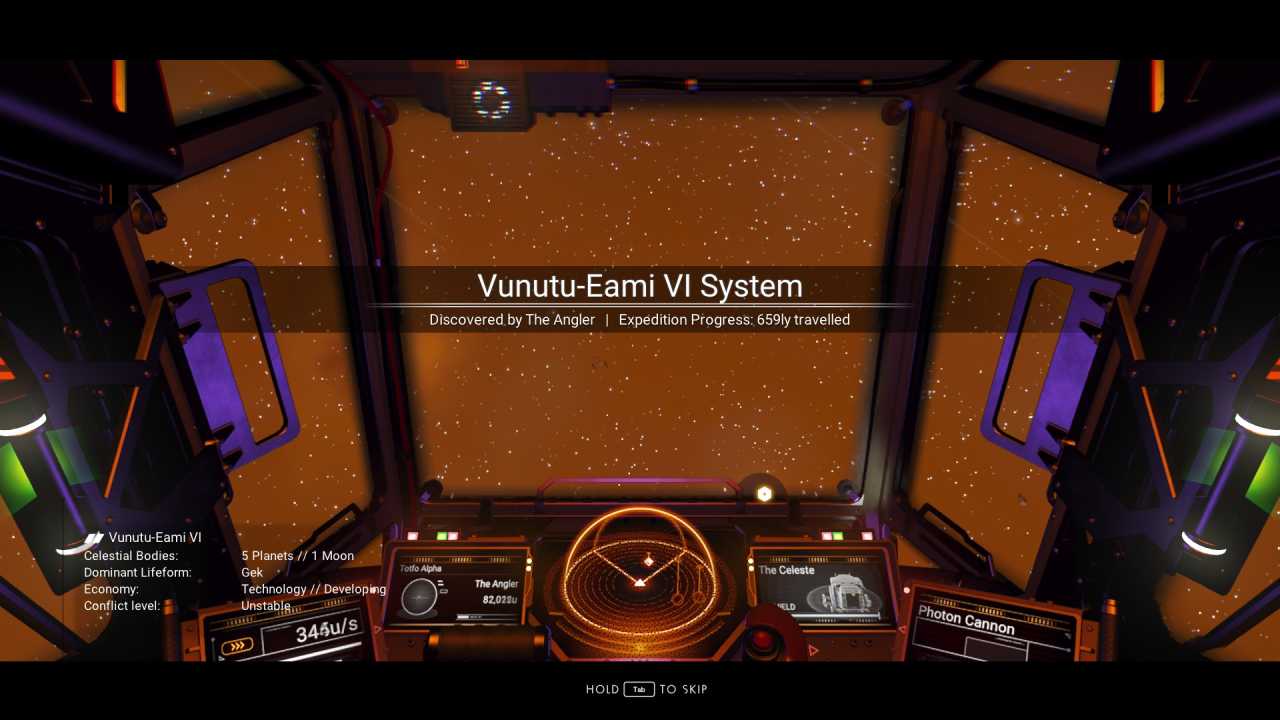 Vunutu-Eami VI System
Discovered by The Angler | Expedition Progress: 659ly travelled
Vunutu-Eami VI
Celestial Bodies: 5 Planets // 1 Moon
Dominant Lifeform: Gek
Economy: Technology // Developing
Conflict level: Unstable
Totfo Alpha
The Angler
The Celeste
Photon Cannon
HOLD Tab TO SKIP